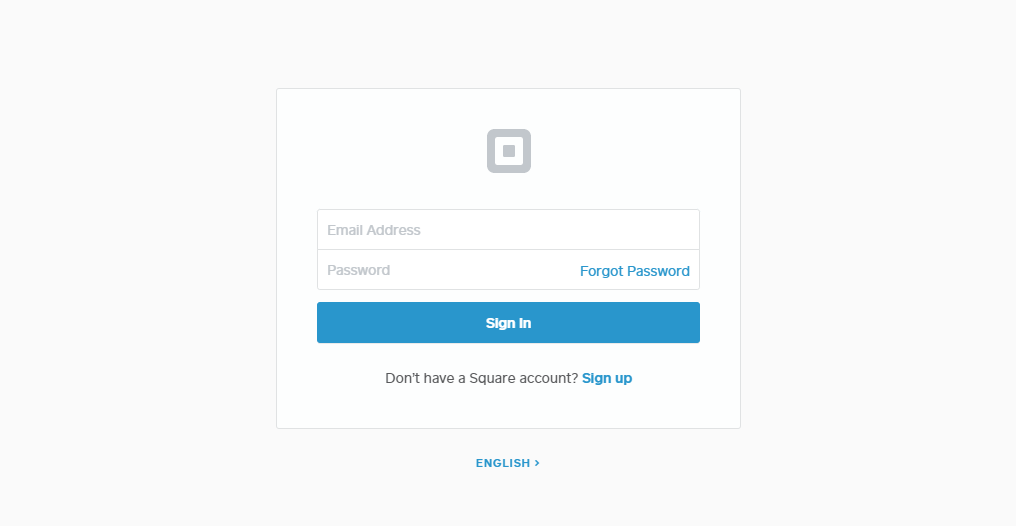 Email Address
Password Forgot Password
Sign In
Don't have a Square account? Sign up
ENGLISH >